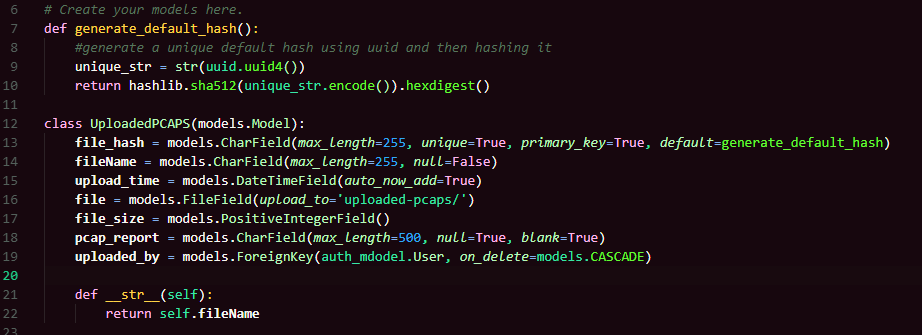 6 # Create your models here.
7 def generate_default_hash():
8 #generate a unique default hash using uuid and then hashing it
9 unique_str = str(uuid.uuid4())
10 return hashlib.sha512(unique_str.encode()).hexdigest()
11
12 class UploadedPCAPS(models.Model):
13 file_hash = models.CharField(max_length=255, unique=True, primary_key=True, default=generate_default_hash)
14 fileName = models.CharField(max_length=255, null=False)
15 upload_time = models.DateTimeField(auto_now_add=True)
16 file = models.FileField(upload_to='uploaded-pcaps/')
17 file_size = models.PositiveIntegerField()
18 pcap_report = models.CharField(max_length=500, null=True, blank=True)
19 uploaded_by = models.ForeignKey(auth_mdodel.User, on_delete=models.CASCADE)
20
21 def __str__(self):
22 return self.fileName
23